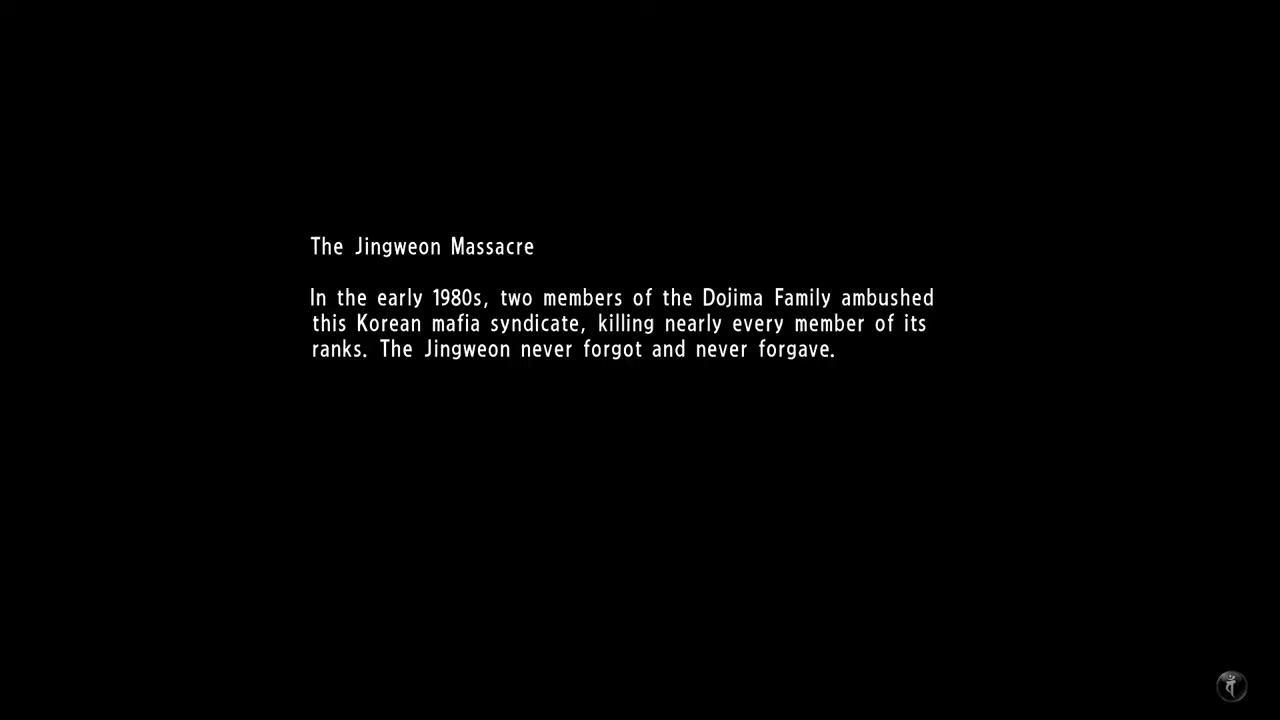 The Jingweon Massacre
In the early 1980s, two members of the Dojima Family ambushed
this Korean mafia syndicate, killing nearly every member of its
ranks. The Jingweon never forgot and never forgave.